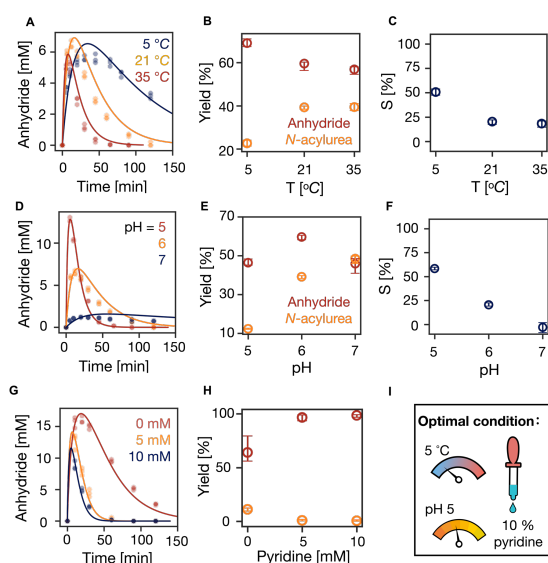 A
Anhydride [mM]
6
4
2
0
5 °C
21 °C
35 °C
0
50
100
150
Time [min]
B
Yield [%]
80
60
40
20
Anhydride
N-acylurea
5
21
35
T [°C]
C
S [%]
100
75
50
25
0
5
21
35
T [°C]
D
Anhydride [mM]
10
5
0
pH = 5
6
7
0
50
100
150
Time [min]
E
Yield [%]
70
50
30
10
Anhydride
N-acylurea
5
6
7
pH
F
S [%]
100
75
50
25
0
5
6
7
pH
G
Anhydride [mM]
15
10
5
0
0 mM
5 mM
10 mM
0
50
100
150
Time [min]
H
Yield [%]
100
50
0
0
5
10
Pyridine [mM]
I
Optimal condition:
5 °C
pH 5
10 %
pyridine